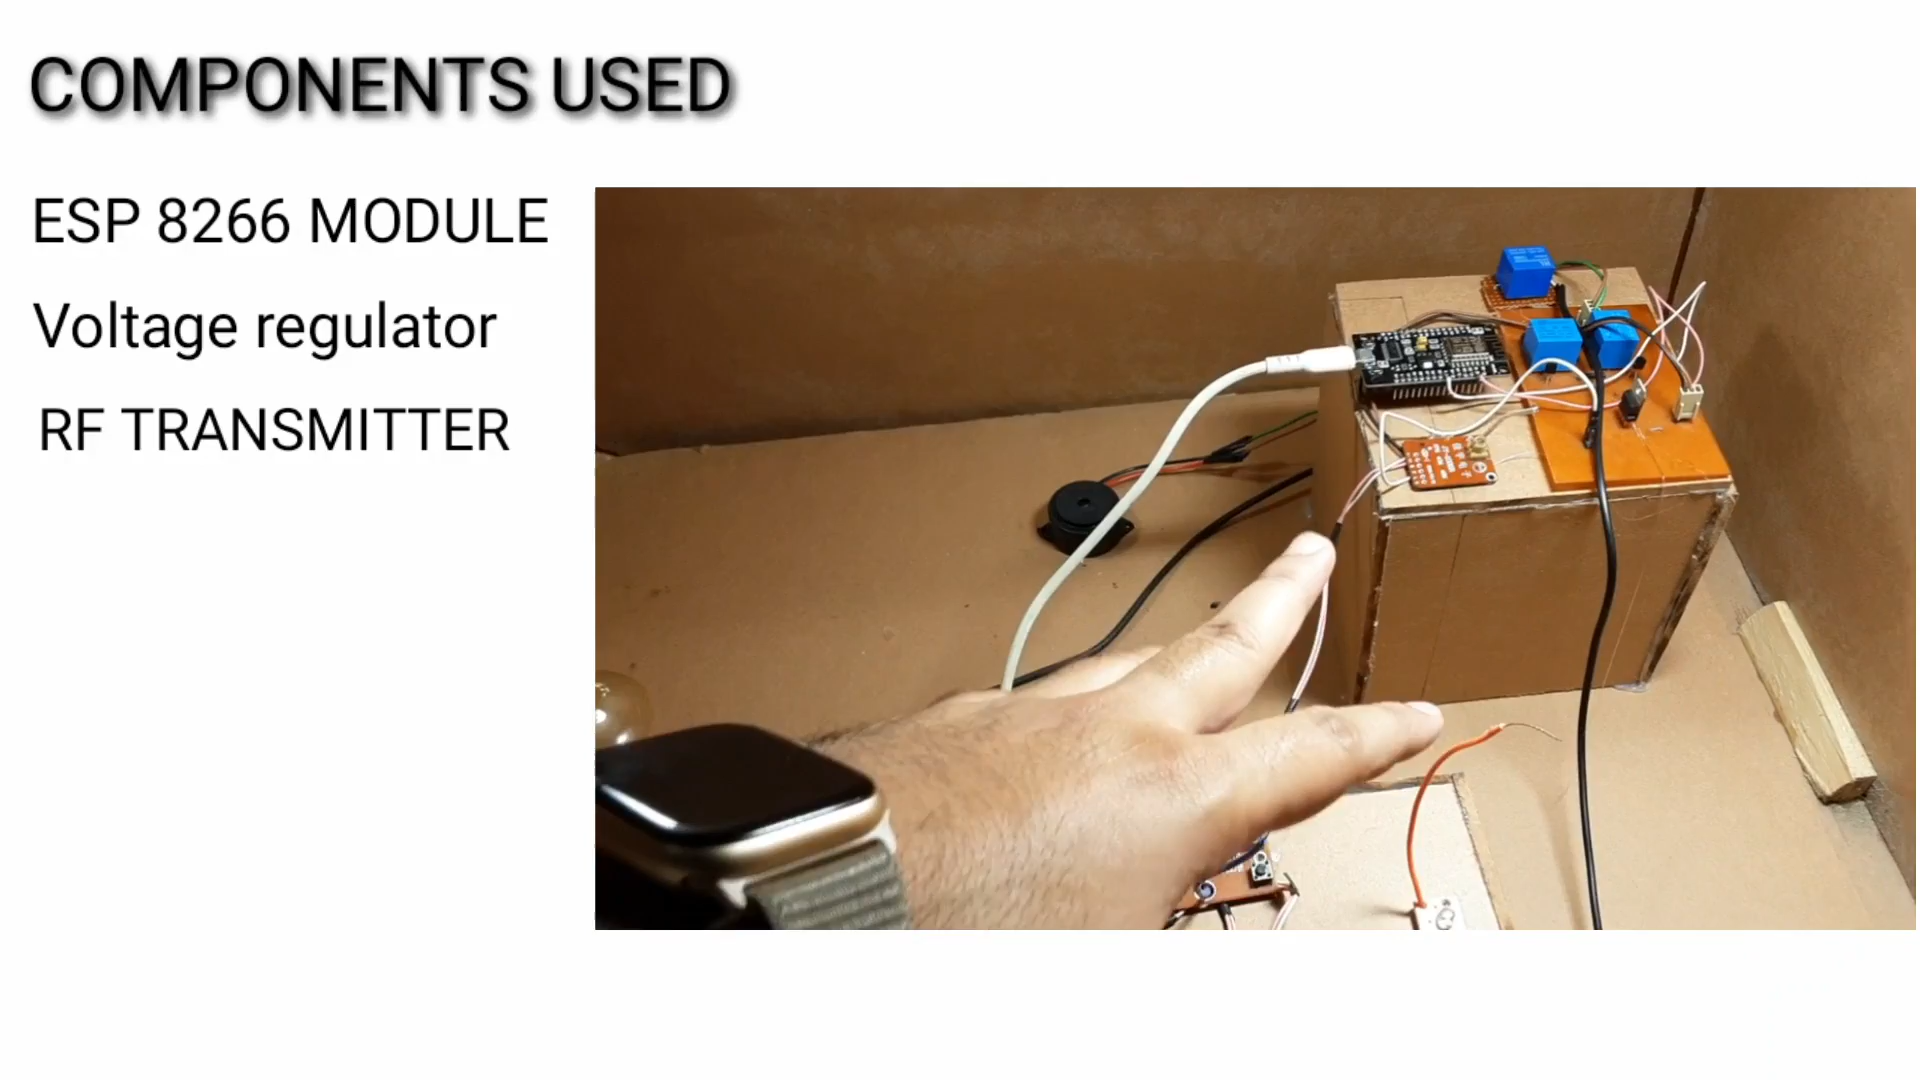 COMPONENTS USED
ESP 8266 MODULE
Voltage regulator
RF TRANSMITTER